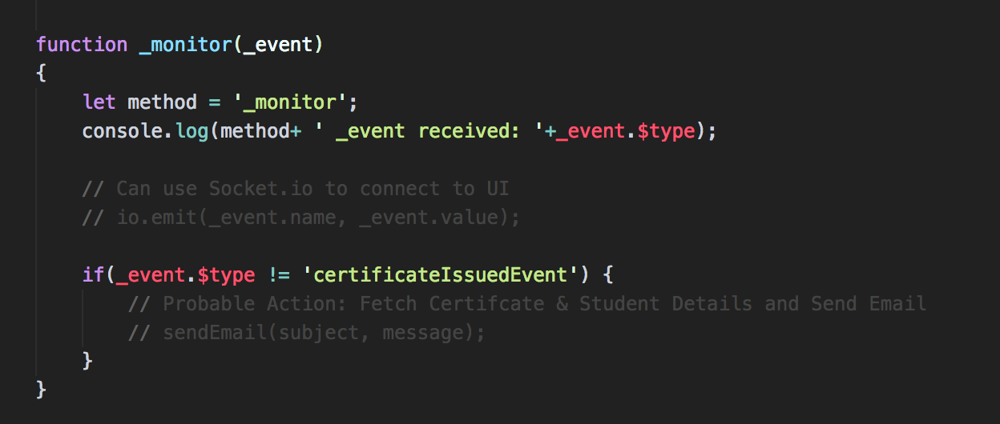 function _monitor(_event)
{
    let method = '_monitor';
    console.log(method+ ' _event received: '+_event.$type);

    // Can use Socket.io to connect to UI
    // io.emit(_event.name, _event.value);

    if(_event.$type != 'certificateIssuedEvent') {
        // Probable Action: Fetch Certifcate & Student Details and Send Email
        // sendEmail(subject, message);
    }
}